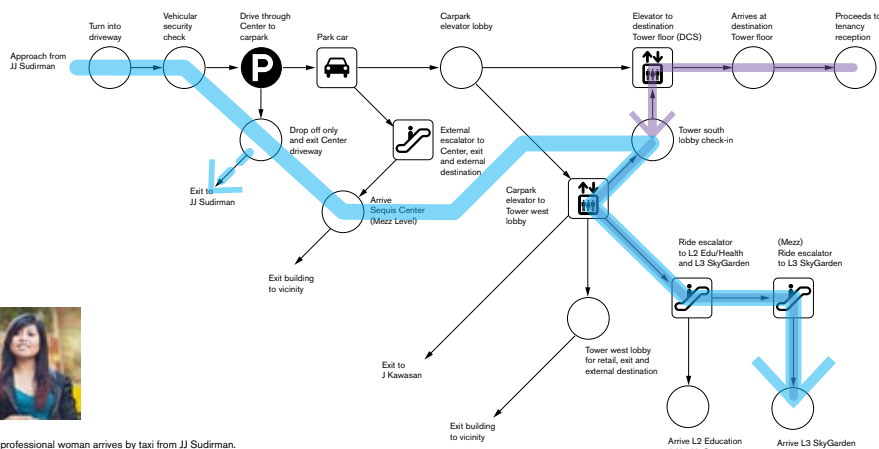 Turn into
driveway
Vehicular
security
check
Drive through
Center to
carpark
Park car
Carpark
elevator lobby
Elevator to
destination
Tower floor (DCS)
Arrives at
destination
Tower floor
Proceeds to
tenancy
reception
Approach from
JJ Sudirman
P
Drop off only
and exit Center
driveway
External
escalator to
Center, exit
and external
destination
Tower south
lobby check-in
Exit to
JJ Sudirman
Arrive
Sequis Center
(Mezz Level)
Carpark
elevator to
Tower west
lobby
Exit building
to vicinity
Ride escalator
to L2 Edu/Health
and L3 SkyGarden
(Mezz)
Ride escalator
to L3 SkyGarden
Exit to
J Kawasan
Tower west lobby
for retail, exit and
external destination
Exit building
to vicinity
Arrive L2 Education
Arrive L3 SkyGarden
professional woman arrives by taxi from JJ Sudirman.